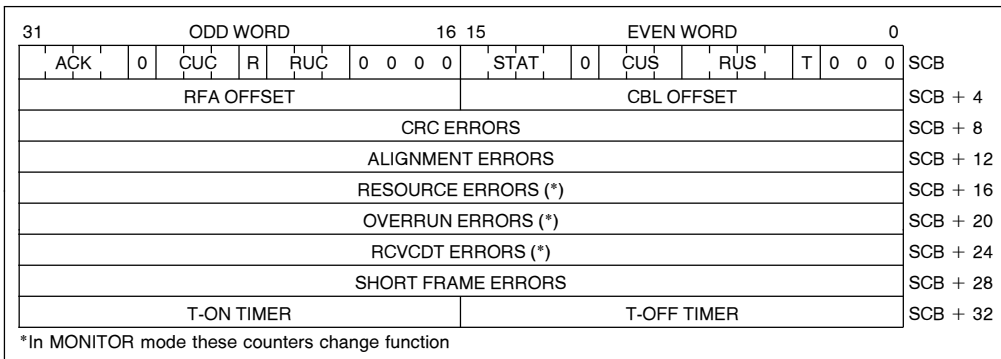 31 ODD WORD 16 15 EVEN WORD 0
ACK 0 CUC R RUC 0 0 0 0 STAT 0 CUS RUS T 0 0 0 SCB
RFA OFFSET CBL OFFSET SCB + 4
CRC ERRORS SCB + 8
ALIGNMENT ERRORS SCB + 12
RESOURCE ERRORS (*) SCB + 16
OVERRUN ERRORS (*) SCB + 20
RCVCDT ERRORS (*) SCB + 24
SHORT FRAME ERRORS SCB + 28
T-ON TIMER T-OFF TIMER SCB + 32
*In MONITOR mode these counters change function